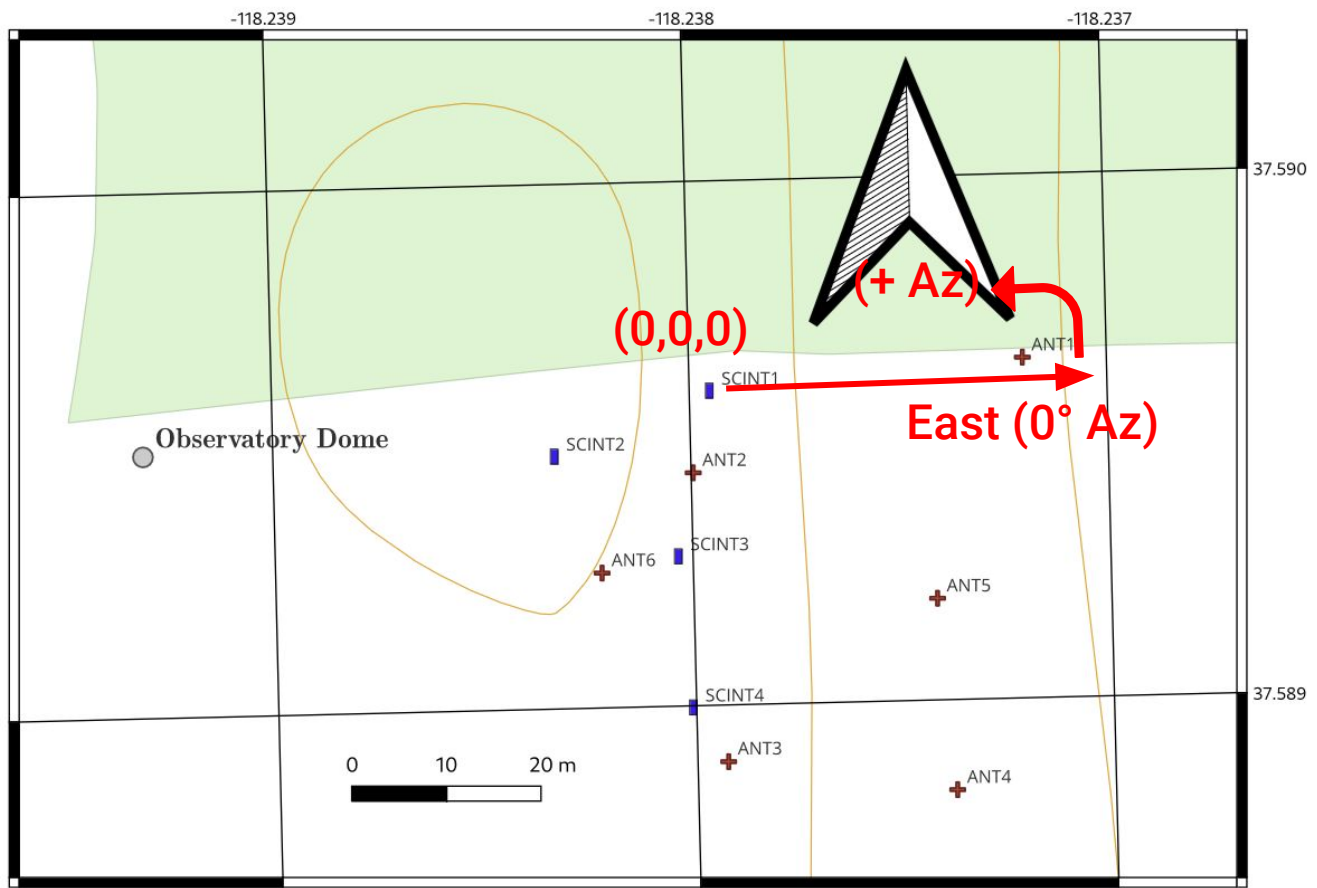 -118.239
-118.238
-118.237
37.590
(+ Az)
(0,0,0)
ANT1
SCINT1
East (0° Az)
Observatory Dome
SCINT2
ANT2
SCINT3
ANT6
ANT5
SCINT4
37.589
ANT3
0 10 20 m
ANT4